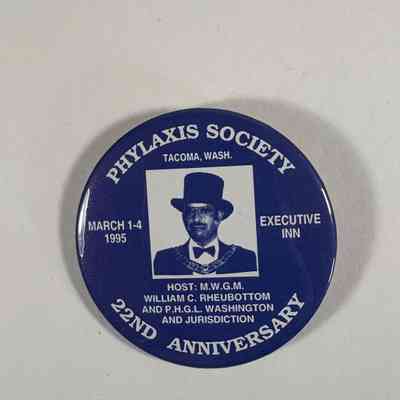 PHYLAXIS SOCIETY
TACOMA, WASH.
MARCH 1-4
1995
EXECUTIVE
INN
HOST: M.W.G.M.
WILLIAM C. RHEUBOTTOM
AND P.H.G.L. WASHINGTON
AND JURISDICTION
22ND ANNIVERSARY